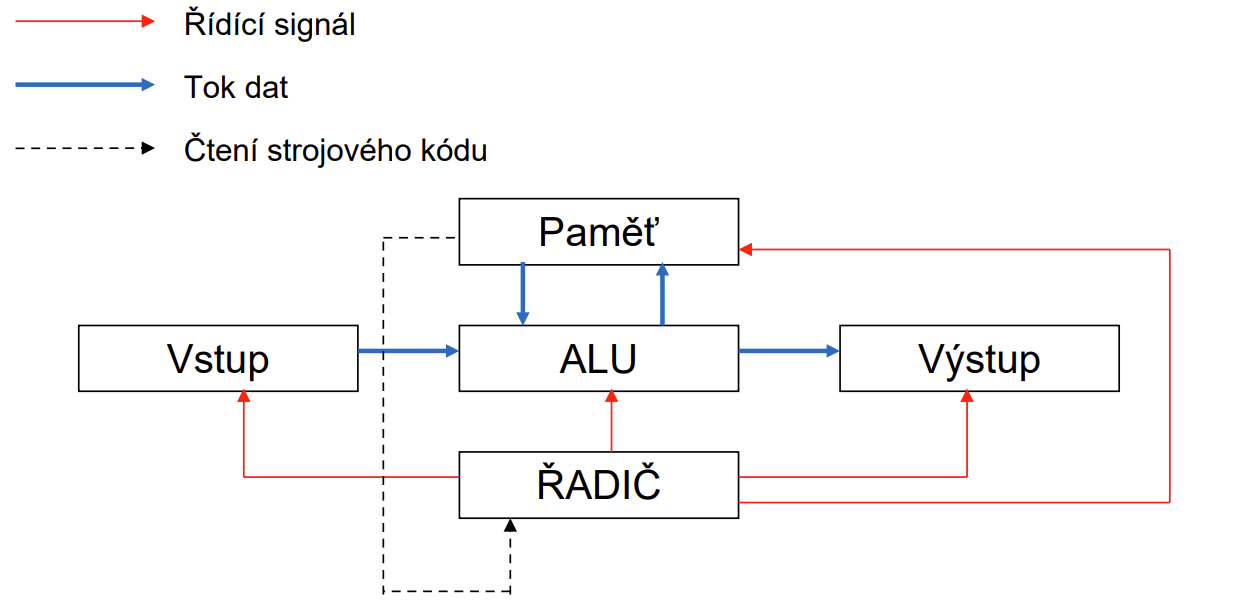 Řídící signál
Tok dat
Čtení strojového kódu
Paměť
Vstup
ALU
Výstup
ŘADIČ